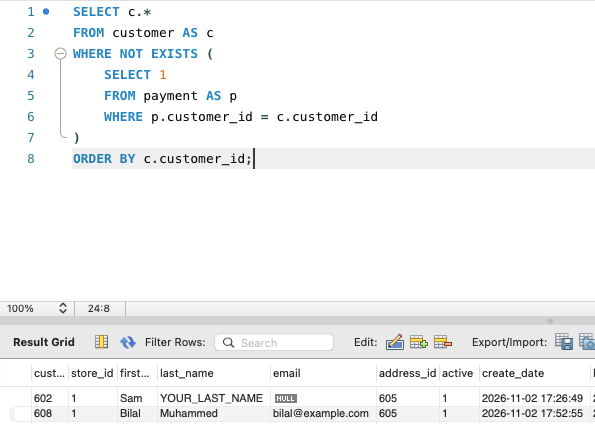 1 SELECT c.*
2 FROM customer AS c
3 WHERE NOT EXISTS (
4 SELECT 1
5 FROM payment AS p
6 WHERE p.customer_id = c.customer_id
7 )
8 ORDER BY c.customer_id;
100% 24:8
Result Grid Filter Rows: Search Edit: Export/Import:
cust... store_id first... last_name email address_id active create_date
602 1 Sam YOUR_LAST_NAME NULL 605 1 2026-11-02 17:26:49
608 1 Bilal Muhammed bilal@example.com 605 1 2026-11-02 17:52:55